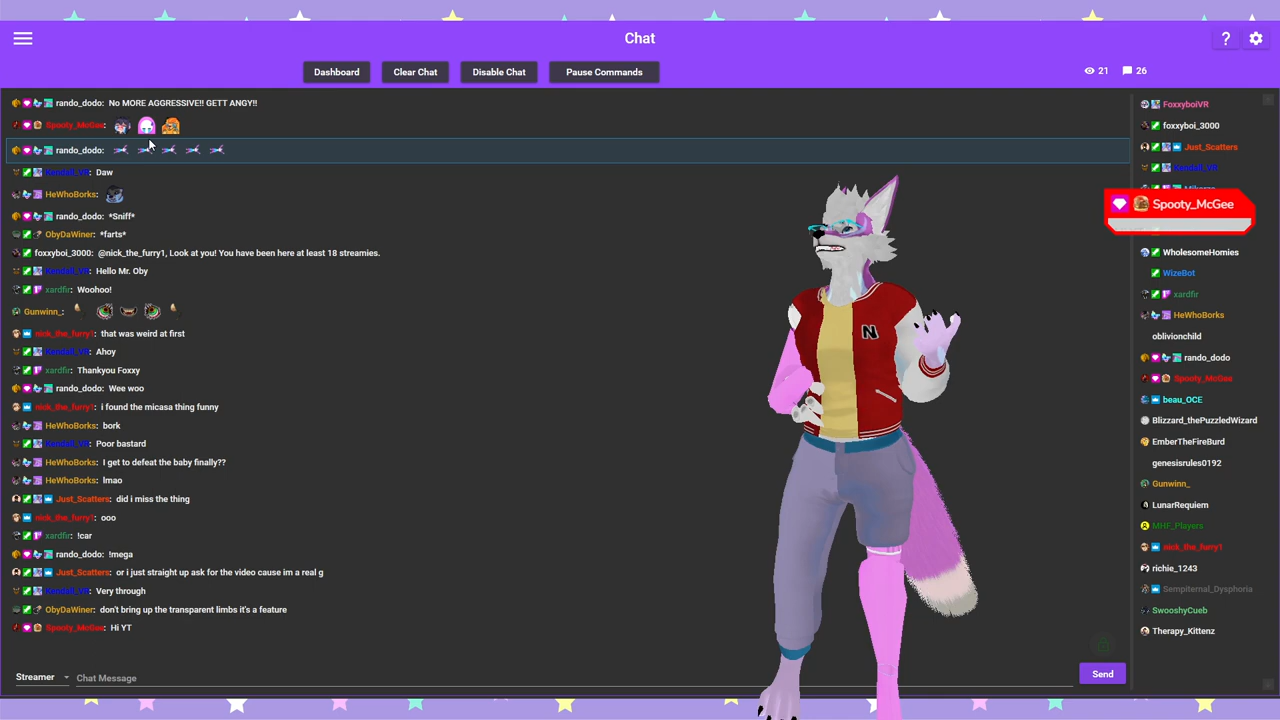 Chat
?
Dashboard
Clear Chat
Disable Chat
Pause Commands
21
26
rando_dodo: No MORE AGGRESSIVE!! GETT ANGY!!
Spooty_McGee:
rando_dodo:
Kendall_VR: Daw
HeWhoBorks:
rando_dodo: *Sniff*
ObyDaWiner: *farts*
foxxyboi_3000: @nick_the_furry1, Look at you! You have been here at least 18 streamies.
Kendall_VR: Hello Mr. Oby
xardfir: Woohoo!
Gunwinn_:
nick_the_furry1: that was weird at first
Kendall_VR: Ahoy
xardfir: Thankyou Foxxy
rando_dodo: Wee woo
nick_the_furry1: i found the micasa thing funny
HeWhoBorks: bork
Kendall_VR: Poor bastard
HeWhoBorks: I get to defeat the baby finally??
HeWhoBorks: lmao
Just_Scatters: did i miss the thing
nick_the_furry1: ooo
xardfir: !car
rando_dodo: !mega
Just_Scatters: or i just straight up ask for the video cause im a real g
Kendall_VR: Very through
ObyDaWiner: don't bring up the transparent limbs it's a feature
Spooty_McGee: Hi YT
Streamer
Chat Message
Send
N
FoxxyboiVR
foxxyboi_3000
Just_Scatters
Kendall_VR
Spooty_McGee
WholesomeHomies
WizeBot
xardfir
HeWhoBorks
oblivionchild
rando_dodo
Spooty_McGee
beau_OCE
Blizzard_thePuzzledWizard
EmberTheFireBurd
genesisrules0192
Gunwinn_
LunarRequiem
MHF_Players
nick_the_furry1
richie_1243
Sempiternal_Dysphoria
SwooshyCueb
Therapy_Kittenz